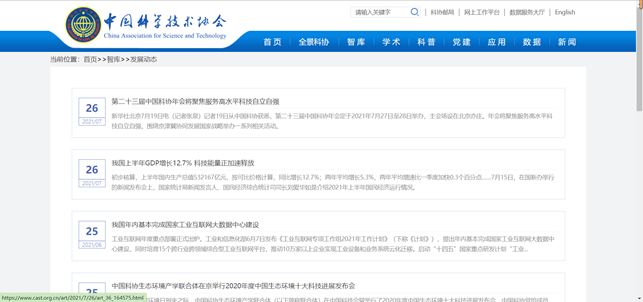 中国科学技术协会
China Association for Science and Technology
请输入关键字
科协邮局 | 网上工作平台 | 数据服务大厅 | English
首页 全景科协 智库 学术 科普 党建 应用 数据 新闻
当前位置：首页>>智库>>发展动态
26
2021/07
第二十三届中国科协年会将聚焦服务高水平科技自立自强
新华社北京7月19日电（记者张泉）记者19日从中国科协获悉，第二十三届中国科协年会定于2021年7月27日至28日举办，主会场设在北京亦庄。年会将聚焦服务高水平科
技自立自强，围绕京津冀协同发展国家战略举办一系列相关活动。
26
2021/07
我国上半年GDP增长12.7% 科技能量正加速释放
初步核算，上半年国内生产总值532167亿元，按可比价格计算，同比增长12.7%；两年平均增长5.3%，两年平均增速比一季度加快0.3个百分点……7月15日，在国新办举行
的新闻发布会上，国家统计局新闻发言人、国民经济综合统计司司长刘爱华如是介绍2021年上半年国民经济运行情况。
25
2021/06
我国年内基本完成国家工业互联网大数据中心建设
工业互联网年度重点部署正式出炉。工业和信息化部6月7日发布《工业互联网专项工作组2021年工作计划》（下称《计划》），提出年内基本完成国家工业互联网大数据中
心建设，同时培育15个跨行业跨领域综合型工业互联网平台，推动10万家以上企业实现工业设备和业务系统云化迁移，启动“十四五”国家重点研发计划“工业...
25
中国科协生态环境产学联合体在京举行2020年度中国生态环境十大科技进展发布会
https://www.cast.org.cn/art/2021/7/26/art_36_164575.html